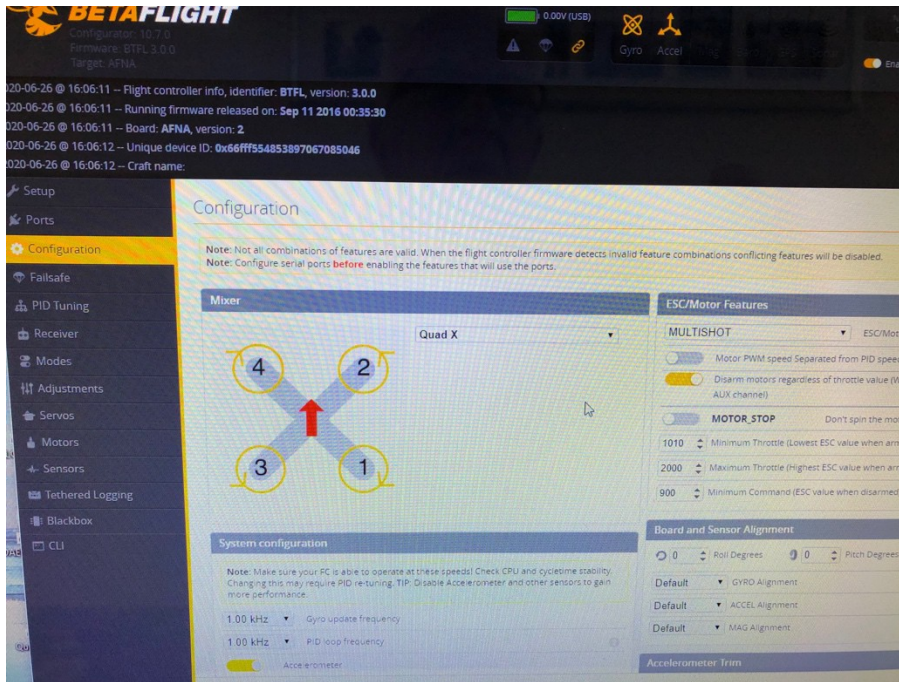 BETAFLIGHT
Configurator: 10.7.0
Firmware: BTFL 3.0.0
Target: AFNA
0.00V (USB)
Gyro
Accel
Ena
020-06-26 @ 16:06:11 -- Flight controller info, identifier: BTFL, version: 3.0.0
020-06-26 @ 16:06:11 -- Running firmware released on: Sep 11 2016 00:35:30
020-06-26 @ 16:06:11 -- Board: AFNA, version: 2
020-06-26 @ 16:06:12 -- Unique device ID: 0x66fff554853897067085046
020-06-26 @ 16:06:12 -- Craft name:
Setup
Ports
Configuration
Failsafe
PID Tuning
Receiver
Modes
Adjustments
Servos
Motors
Sensors
Tethered Logging
Blackbox
CLI
Configuration
Note: Not all combinations of features are valid. When the flight controller firmware detects invalid feature combinations conflicting features will be disabled.
Note: Configure serial ports before enabling the features that will use the ports.
Mixer
Quad X
4
2
3
1
System configuration
Note: Make sure your FC is able to operate at these speeds! Check CPU and cycletime stability.
Changing this may require PID re-tuning. TIP: Disable Accelerometer and other sensors to gain
more performance.
1.00 kHz Gyro update frequency
1.00 kHz PID loop frequency
Accelerometer
ESC/Motor Features
MULTISHOT ESC/Mot
Motor PWM speed Separated from PID speed
Disarm motors regardless of throttle value (W
AUX channel)
MOTOR_STOP Don't spin the mo
1010 Minimum Throttle (Lowest ESC value when arm
2000 Maximum Throttle (Highest ESC value when arm
900 Minimum Command (ESC value when disarmed
Board and Sensor Alignment
0 Roll Degrees 0 Pitch Degrees
Default GYRO Alignment
Default ACCEL Alignment
Default MAG Alignment
Accelerometer Trim